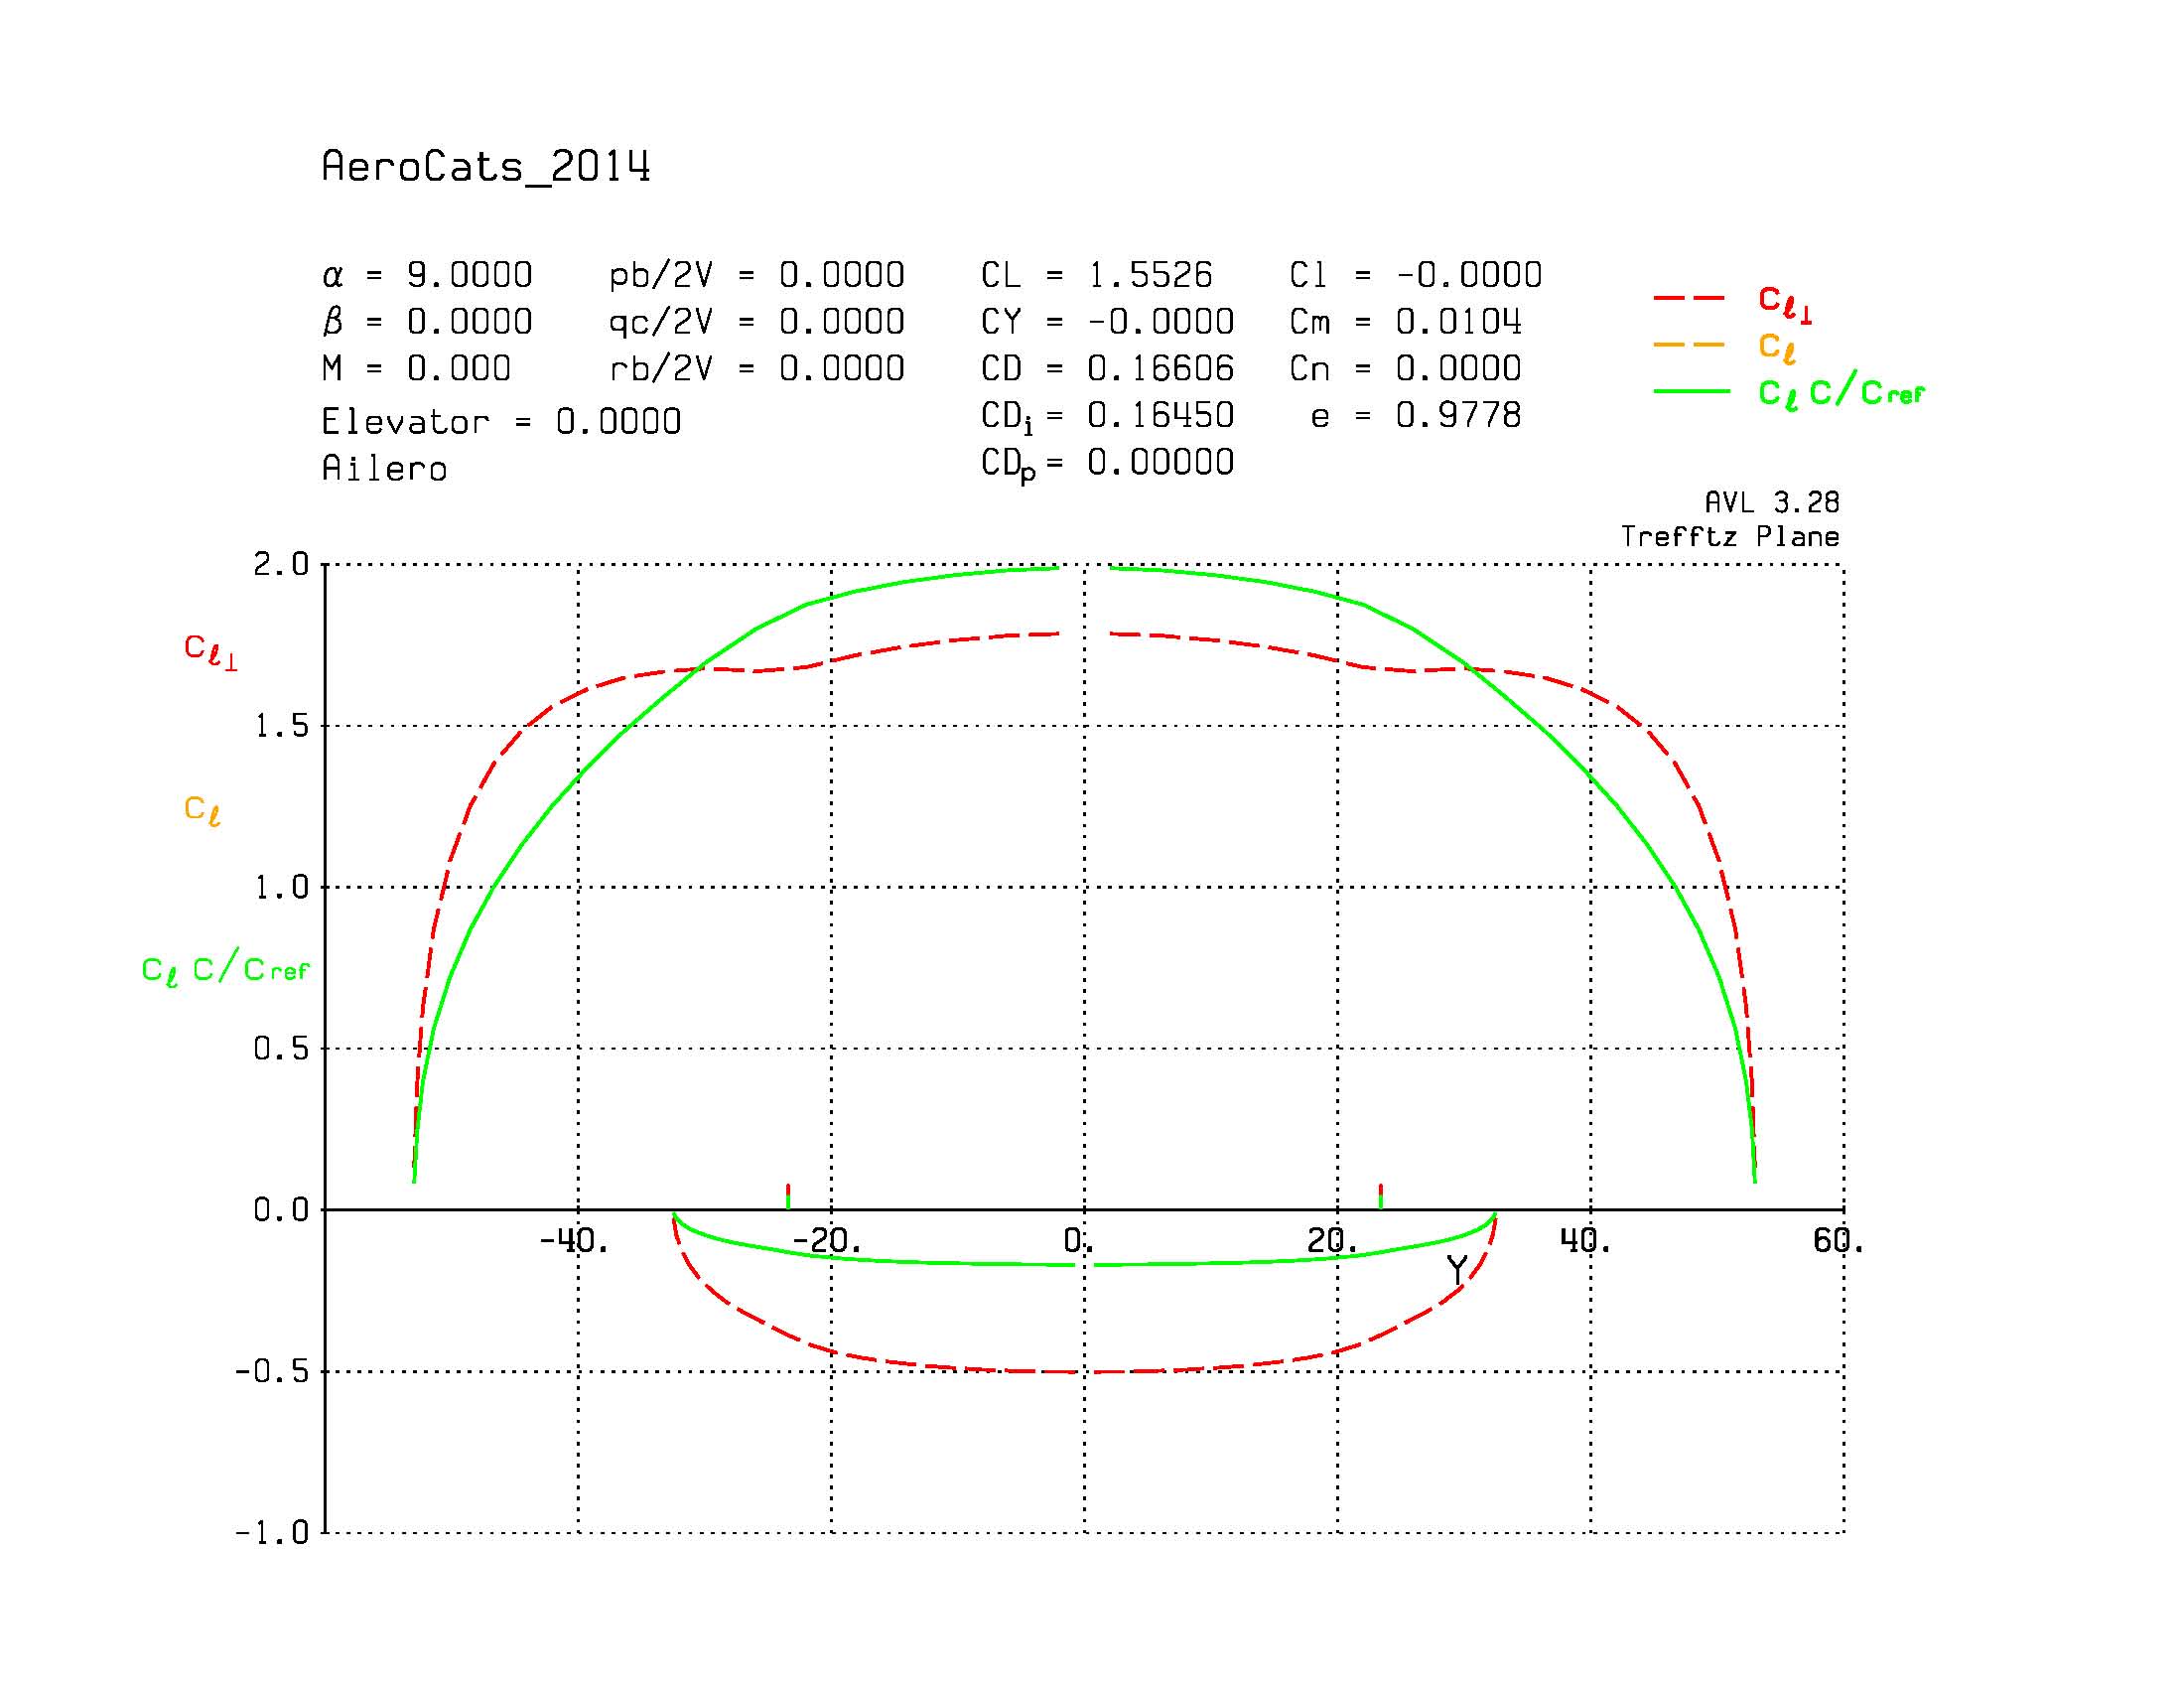 AeroCats_2014
α = 9.0000 pb/2V = 0.0000 CL = 1.5526 Cl = -0.0000
β = 0.0000 qc/2V = 0.0000 CY = -0.0000 Cm = 0.0104
M = 0.000 rb/2V = 0.0000 CD = 0.16606 Cn = 0.0000
Elevator = 0.0000 CDi = 0.16450 e = 0.9778
Ailero CDp = 0.00000
Cℓ⊥
Cℓ
Cℓ C/Cref
AVL 3.28
Trefftz Plane
2.0
Cℓ⊥
1.5
Cℓ
1.0
Cℓ C/Cref
0.5
0.0
-40. -20. 0. 20. 40. 60.
Y
-0.5
-1.0